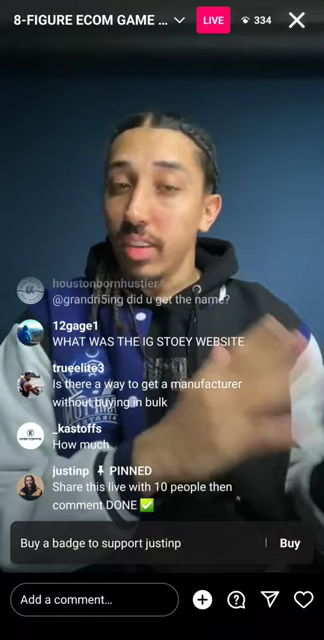 8-FIGURE ECOM GAME ...
LIVE
334
houstonbornhustler
@grandri5ing did u get the name?
12gage1
WHAT WAS THE IG STOEY WEBSITE
trueelite3
Is there a way to get a manufacturer
without buying in bulk
_kastoffs
How much
justinp PINNED
Share this live with 10 people then
comment DONE ✅
Buy a badge to support justinp
Buy
Add a comment...